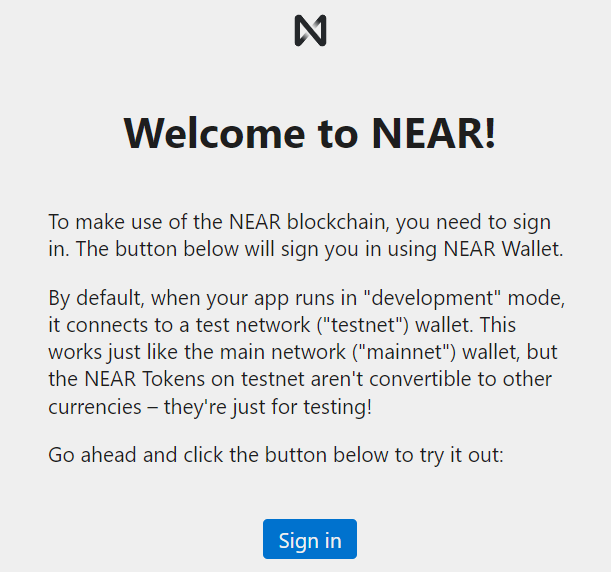 Welcome to NEAR!
To make use of the NEAR blockchain, you need to sign
in. The button below will sign you in using NEAR Wallet.
By default, when your app runs in "development" mode,
it connects to a test network ("testnet") wallet. This
works just like the main network ("mainnet") wallet, but
the NEAR Tokens on testnet aren't convertible to other
currencies – they're just for testing!
Go ahead and click the button below to try it out:
Sign in